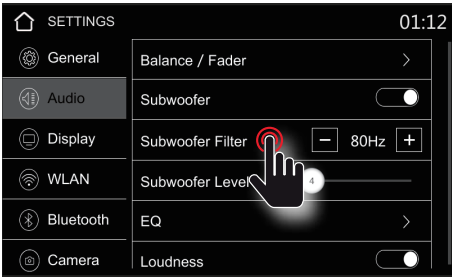 SETTINGS 01:12
General
Audio
Display
WLAN
Bluetooth
Camera
Balance / Fader >
Subwoofer
Subwoofer Filter − 80Hz +
Subwoofer Level 4
EQ >
Loudness